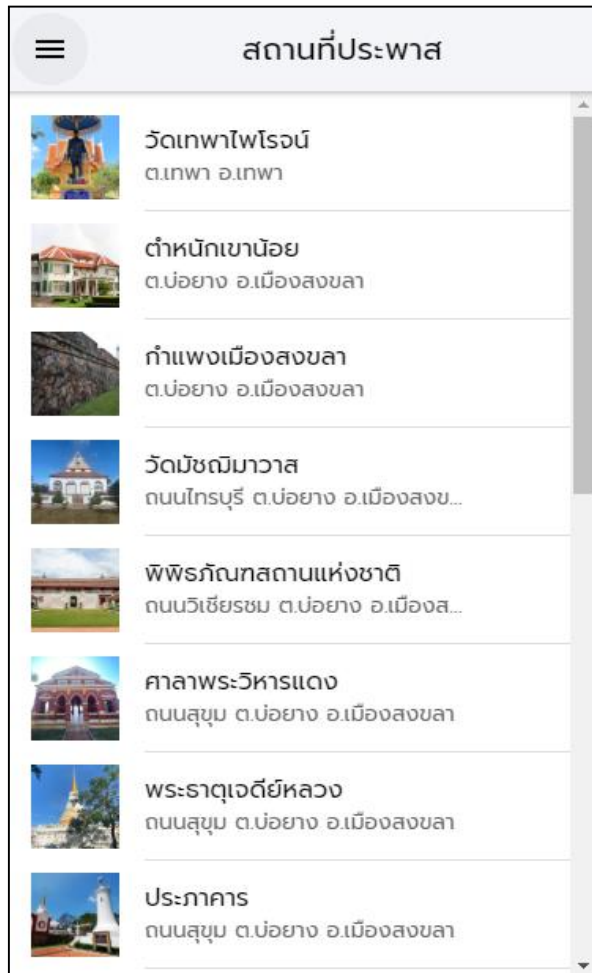 สถานที่ประพาส
วัดเทพาไพโรจน์
ต.เทพา อ.เทพา
ตำหนักเขาน้อย
ต.บ่อยาง อ.เมืองสงขลา
กำแพงเมืองสงขลา
ต.บ่อยาง อ.เมืองสงขลา
วัดมัชฌิมาวาส
ถนนไทรบุรี ต.บ่อยาง อ.เมืองสงข...
พิพิธภัณฑสถานแห่งชาติ
ถนนวิเชียรชม ต.บ่อยาง อ.เมืองส...
ศาลาพระวิหารแดง
ถนนสุขุม ต.บ่อยาง อ.เมืองสงขลา
พระธาตุเจดีย์หลวง
ถนนสุขุม ต.บ่อยาง อ.เมืองสงขลา
ประภาคาร
ถนนสุขุม ต.บ่อยาง อ.เมืองสงขลา